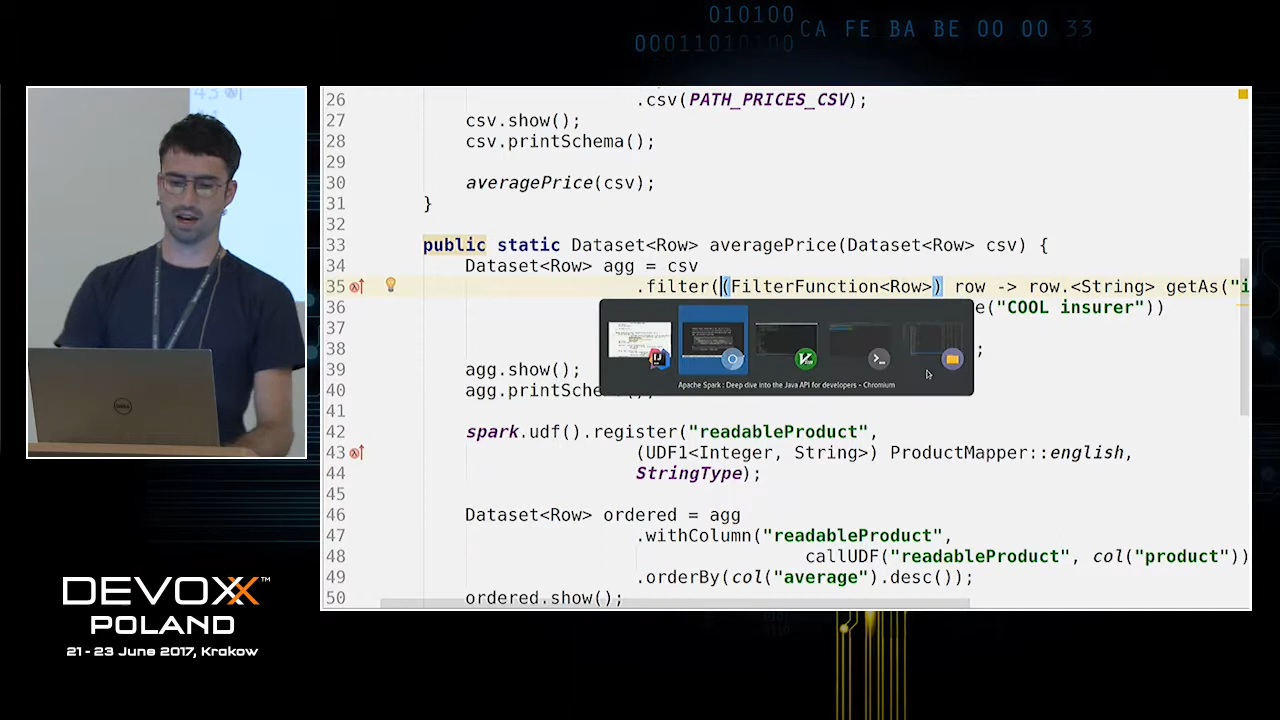 010100
00011010100
CA FE BA BE 00 00 33
43
26 .csv(PATH_PRICES_CSV);
27 csv.show();
28 csv.printSchema();
29
30 averagePrice(csv);
31 }
32
33 public static Dataset<Row> averagePrice(Dataset<Row> csv) {
34 Dataset<Row> agg = csv
35 .filter((FilterFunction<Row>) row -> row.<String> getAs("i
36 e("COOL insurer"))
37
38 ;
39 agg.show();
40 agg.printSche
Apache Spark : Deep dive into the Java API for developers - Chromium
41
42 spark.udf().register("readableProduct",
43 (UDF1<Integer, String>) ProductMapper::english,
44 StringType);
45
46 Dataset<Row> ordered = agg
47 .withColumn("readableProduct",
48 callUDF("readableProduct", col("product"))
49 .orderBy(col("average").desc());
50 ordered.show();
DELL
DEVOXX™
POLAND
21 - 23 June 2017, Krakow